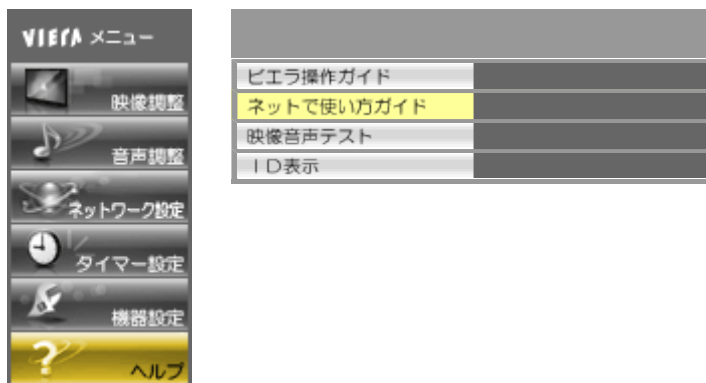 VIERA メニュー
映像調整
音声調整
ネットワーク設定
タイマー設定
機器設定
ヘルプ
ビエラ操作ガイド
ネットで使い方ガイド
映像音声テスト
ID表示